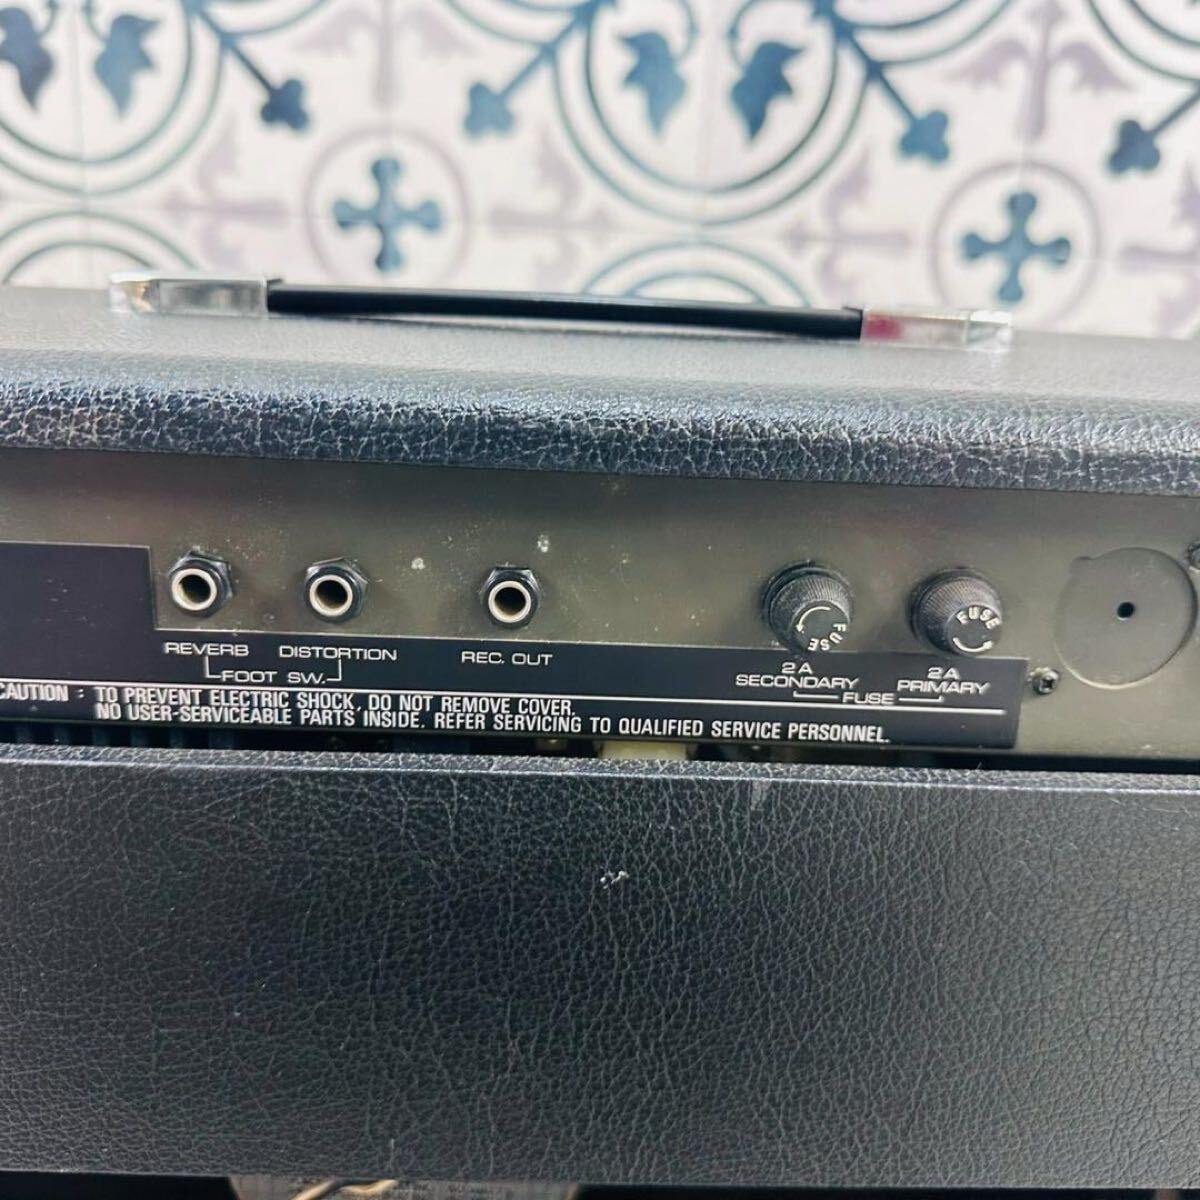 REVERB DISTORTION REC. OUT
FOOT SW.
FUSE FUSE
2A 2A
SECONDARY PRIMARY
FUSE
CAUTION : TO PREVENT ELECTRIC SHOCK, DO NOT REMOVE COVER.
NO USER-SERVICEABLE PARTS INSIDE. REFER SERVICING TO QUALIFIED SERVICE PERSONNEL.